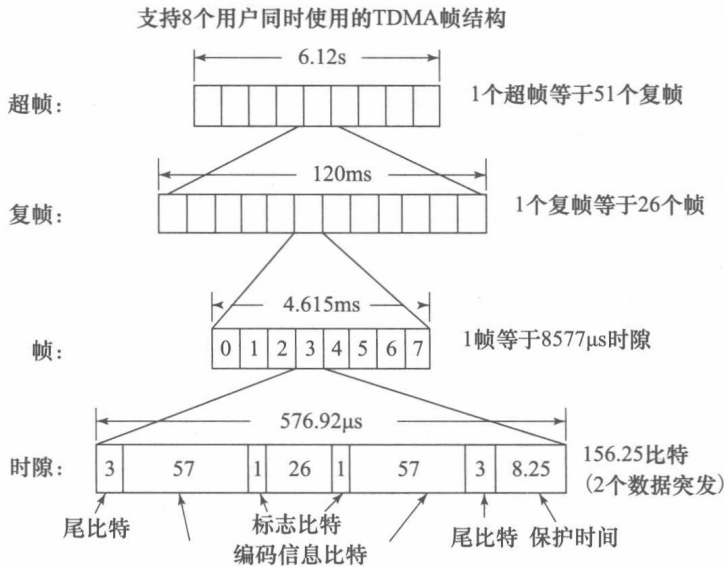 支持8个用户同时使用的TDMA帧结构
6.12s
超帧：
1个超帧等于51个复帧
120ms
复帧：
1个复帧等于26个帧
4.615ms
帧：
0 1 2 3 4 5 6 7
1帧等于8577μs时隙
576.92μs
时隙：
3 57 1 26 1 57 3 8.25
156.25比特
(2个数据突发)
尾比特
标志比特
尾比特
保护时间
编码信息比特